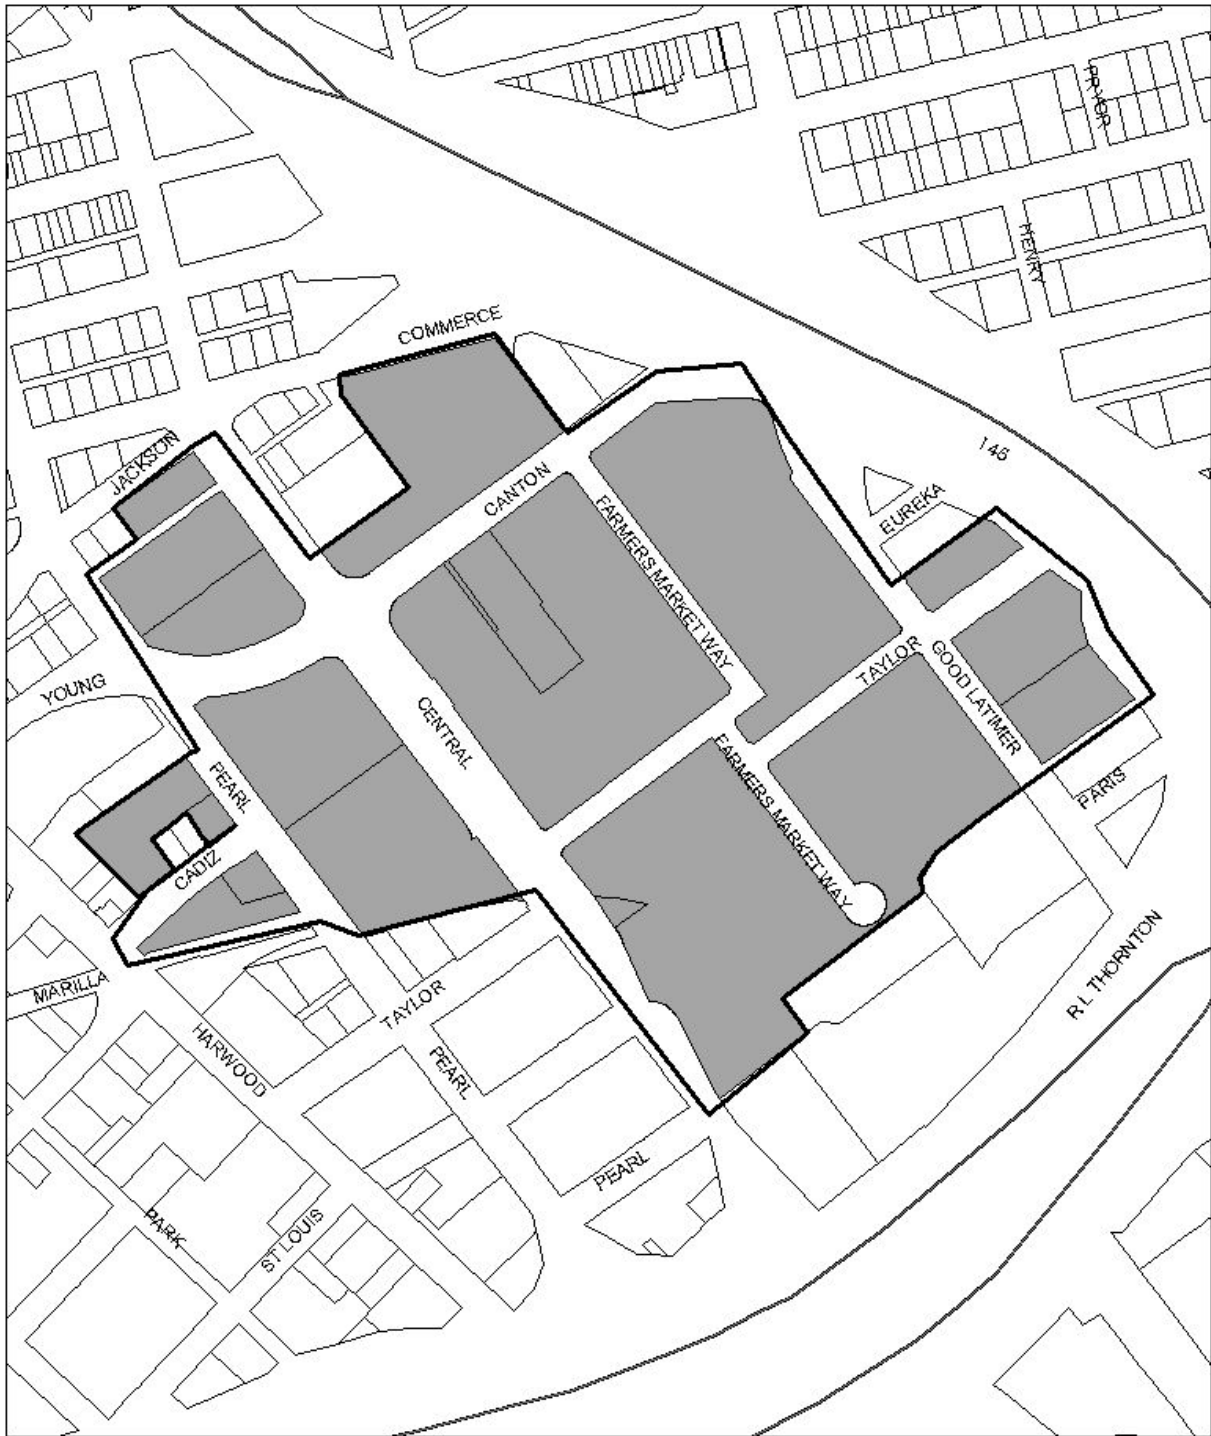 PRYOR
HENRY
COMMERCE
JACKSON
145
CANTON
EUREKA
FARMERS MARKET WAY
TAYLOR
GOOD LATIMER
YOUNG
CENTRAL
PEARL
FARMERS MARKET WAY
PARIS
CADIZ
MARILLA
R L THORNTON
TAYLOR
HARWOOD
PEARL
PEARL
PARK
ST LOUIS